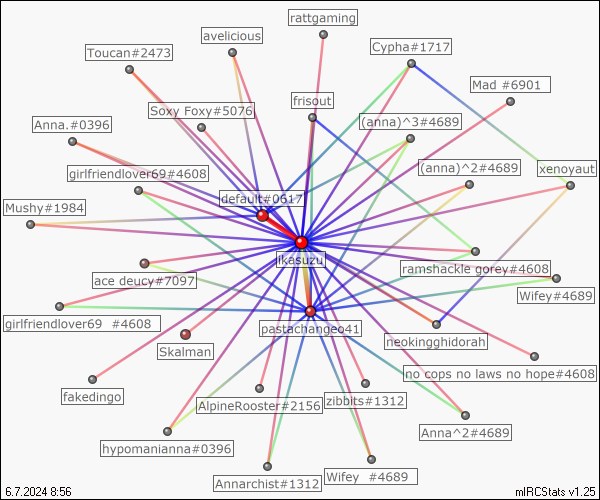 rattgaming
avelicious
Cypha#1717
Toucan#2473
Mad #6901
frisout
Soxy Foxy#5076
(anna)^3#4689
Anna.#0396
(anna)^2#4689
xenoyaut
girlfriendlover69#4608
default#0617
Mushy#1984
ikasuzu
ramshackle gorey#4608
ace deucy#7097
Wifey#4689
girlfriendlover69 #4608
pastachangeo41
neokingghidorah
Skalman
no cops no laws no hope#4608
fakedingo
AlpineRooster#2156
zibbits#1312
Anna^2#4689
hypomanianna#0396
Annarchist#1312
Wifey #4689
6.7.2024 8:56
mIRCStats v1.25